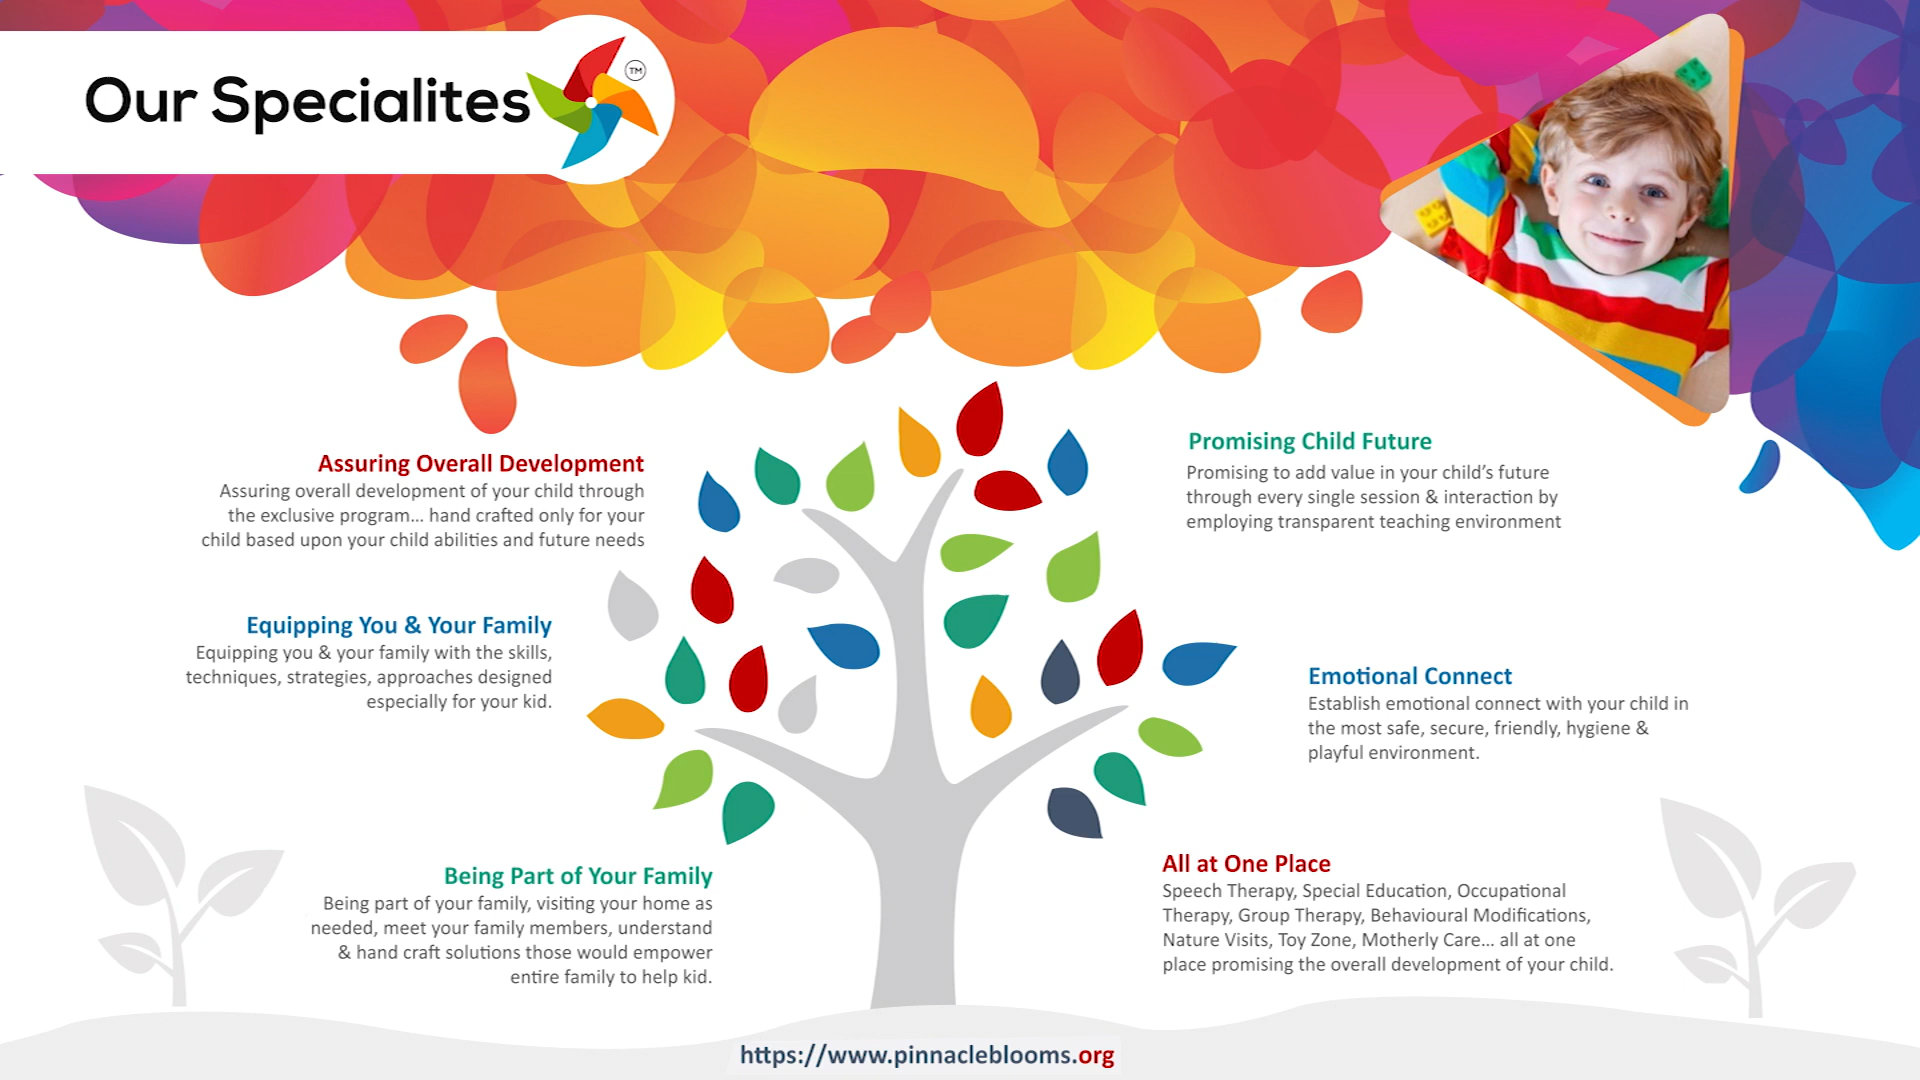 Our Specialites
TM
Assuring Overall Development
Assuring overall development of your child through
the exclusive program... hand crafted only for your
child based upon your child abilities and future needs
Equipping You & Your Family
Equipping you & your family with the skills,
techniques, strategies, approaches designed
especially for your kid.
Being Part of Your Family
Being part of your family, visiting your home as
needed, meet your family members, understand
& hand craft solutions those would empower
entire family to help kid.
Promising Child Future
Promising to add value in your child’s future
through every single session & interaction by
employing transparent teaching environment
Emotional Connect
Establish emotional connect with your child in
the most safe, secure, friendly, hygiene &
playful environment.
All at One Place
Speech Therapy, Special Education, Occupational
Therapy, Group Therapy, Behavioural Modifications,
Nature Visits, Toy Zone, Motherly Care... all at one
place promising the overall development of your child.
https://www.pinnacleblooms.org